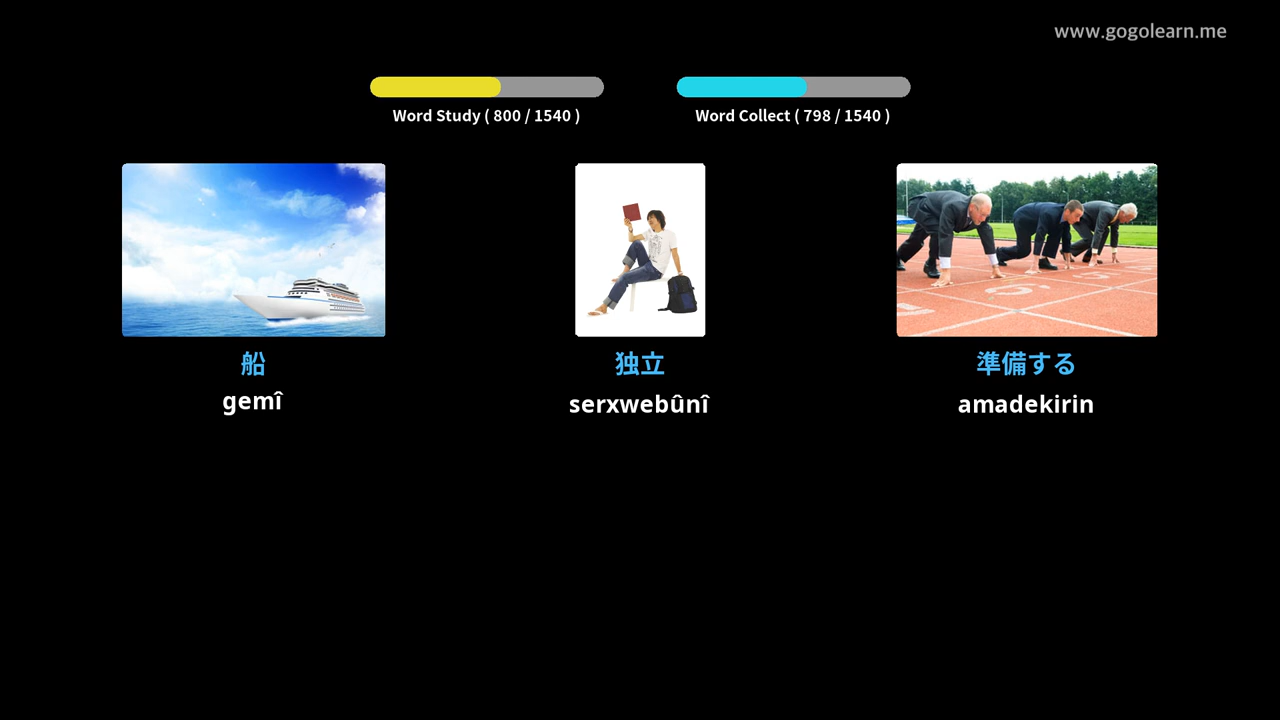 www.gogolearn.me
Word Study ( 800 / 1540 )
Word Collect ( 798 / 1540 )
船
gemî
独立
serxwebûnî
準備する
amadekirin